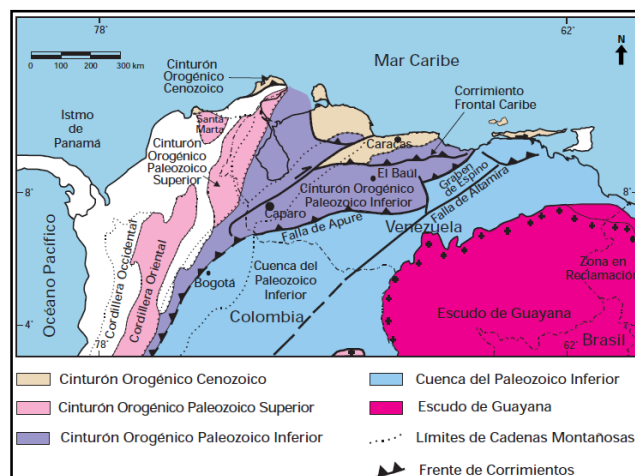 78˚
62˚
0
100
200
300 km
N
Cinturón
Orogénico
Cenozoico
Mar Caribe
Istmo
de
Panamá
Santa
Marta
Cinturón
Orogénico
Paleozoico
Superior
Corrimiento
Frontal Caribe
Caracas
El Baúl
Cinturón Orogénico
Paleozoico Inferior
Graben
de Espino
Falla de Altamira
Caparo
Falla de Apure
Venezuela
8
8˚
Océano Pacífico
Cordillera Occidental
Cordillera Oriental
Bogotá
Cuenca del
Paleozoico
Inferior
Colombia
Zona en
Reclamación
Escudo de Guayana
Brasil
4
4˚
78˚
62˚
Cinturón Orogénico Cenozoico
Cinturón Orogénico Paleozoico Superior
Cinturón Orogénico Paleozoico Inferior
Cuenca del Paleozoico Inferior
Escudo de Guayana
Límites de Cadenas Montañosas
Frente de Corrimientos